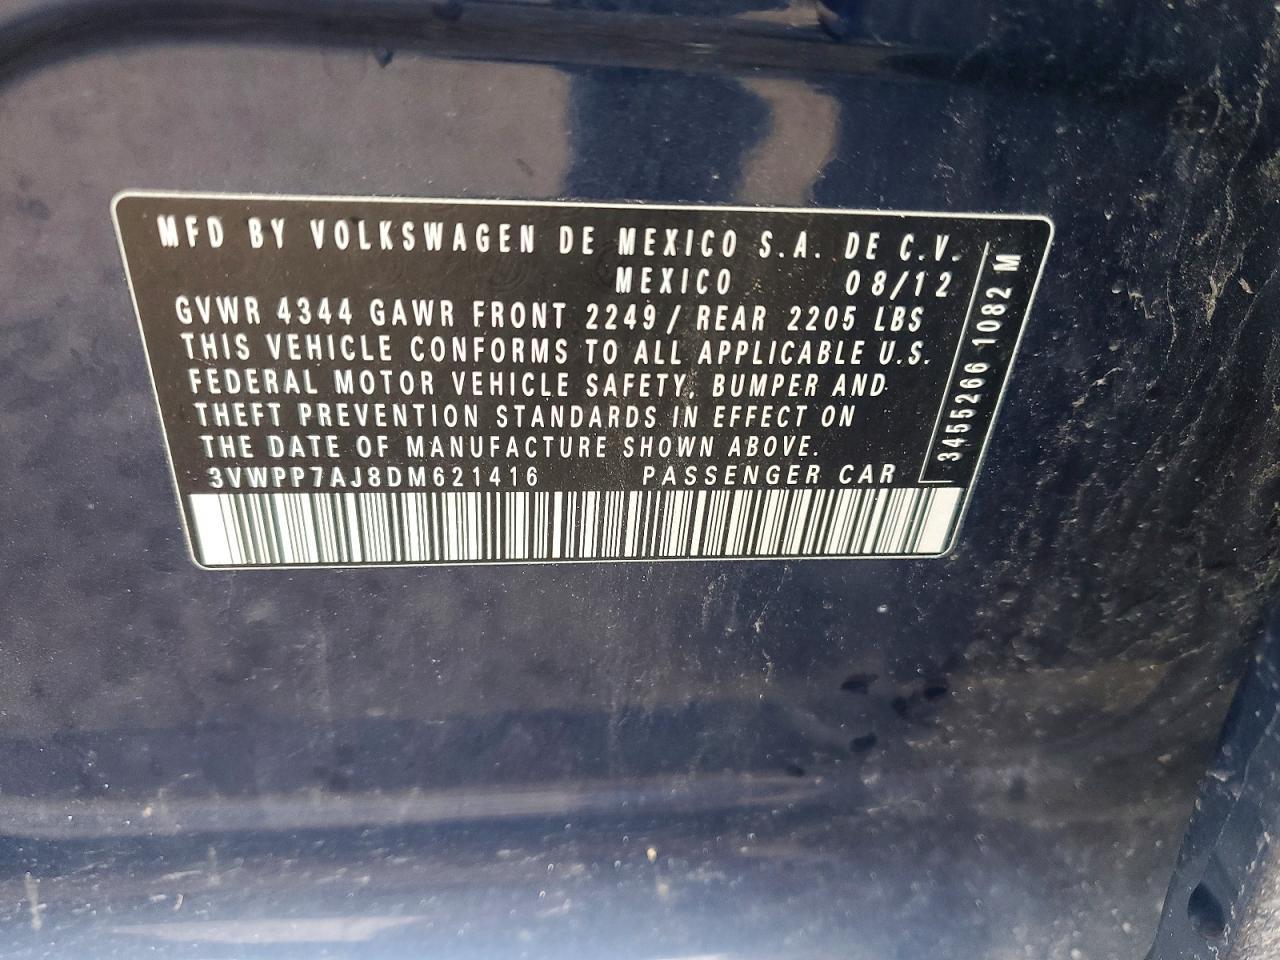 MFD BY VOLKSWAGEN DE MEXICO S.A. DE C.V.
MEXICO 08/12
GVWR 4344 GAWR FRONT 2249/REAR 2205 LBS
THIS VEHICLE CONFORMS TO ALL APPLICABLE U.S.
FEDERAL MOTOR VEHICLE SAFETY, BUMPER AND
THEFT PREVENTION STANDARDS IN EFFECT ON
THE DATE OF MANUFACTURE SHOWN ABOVE.
3VWPP7AJ8DM621416 PASSENGER CAR
3455266 1082 M